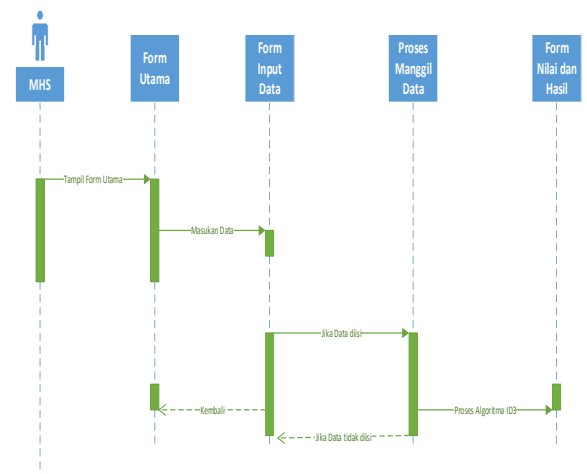 MHS
Form
Utama
Form
Input
Data
Proses
Manggil
Data
Form
Nilai dan
Hasil
Tampil Form Utama
Masukan Data
Jika Data diisi
Kembali
Proses Algoritma ID3
Jika Data tidak diisi